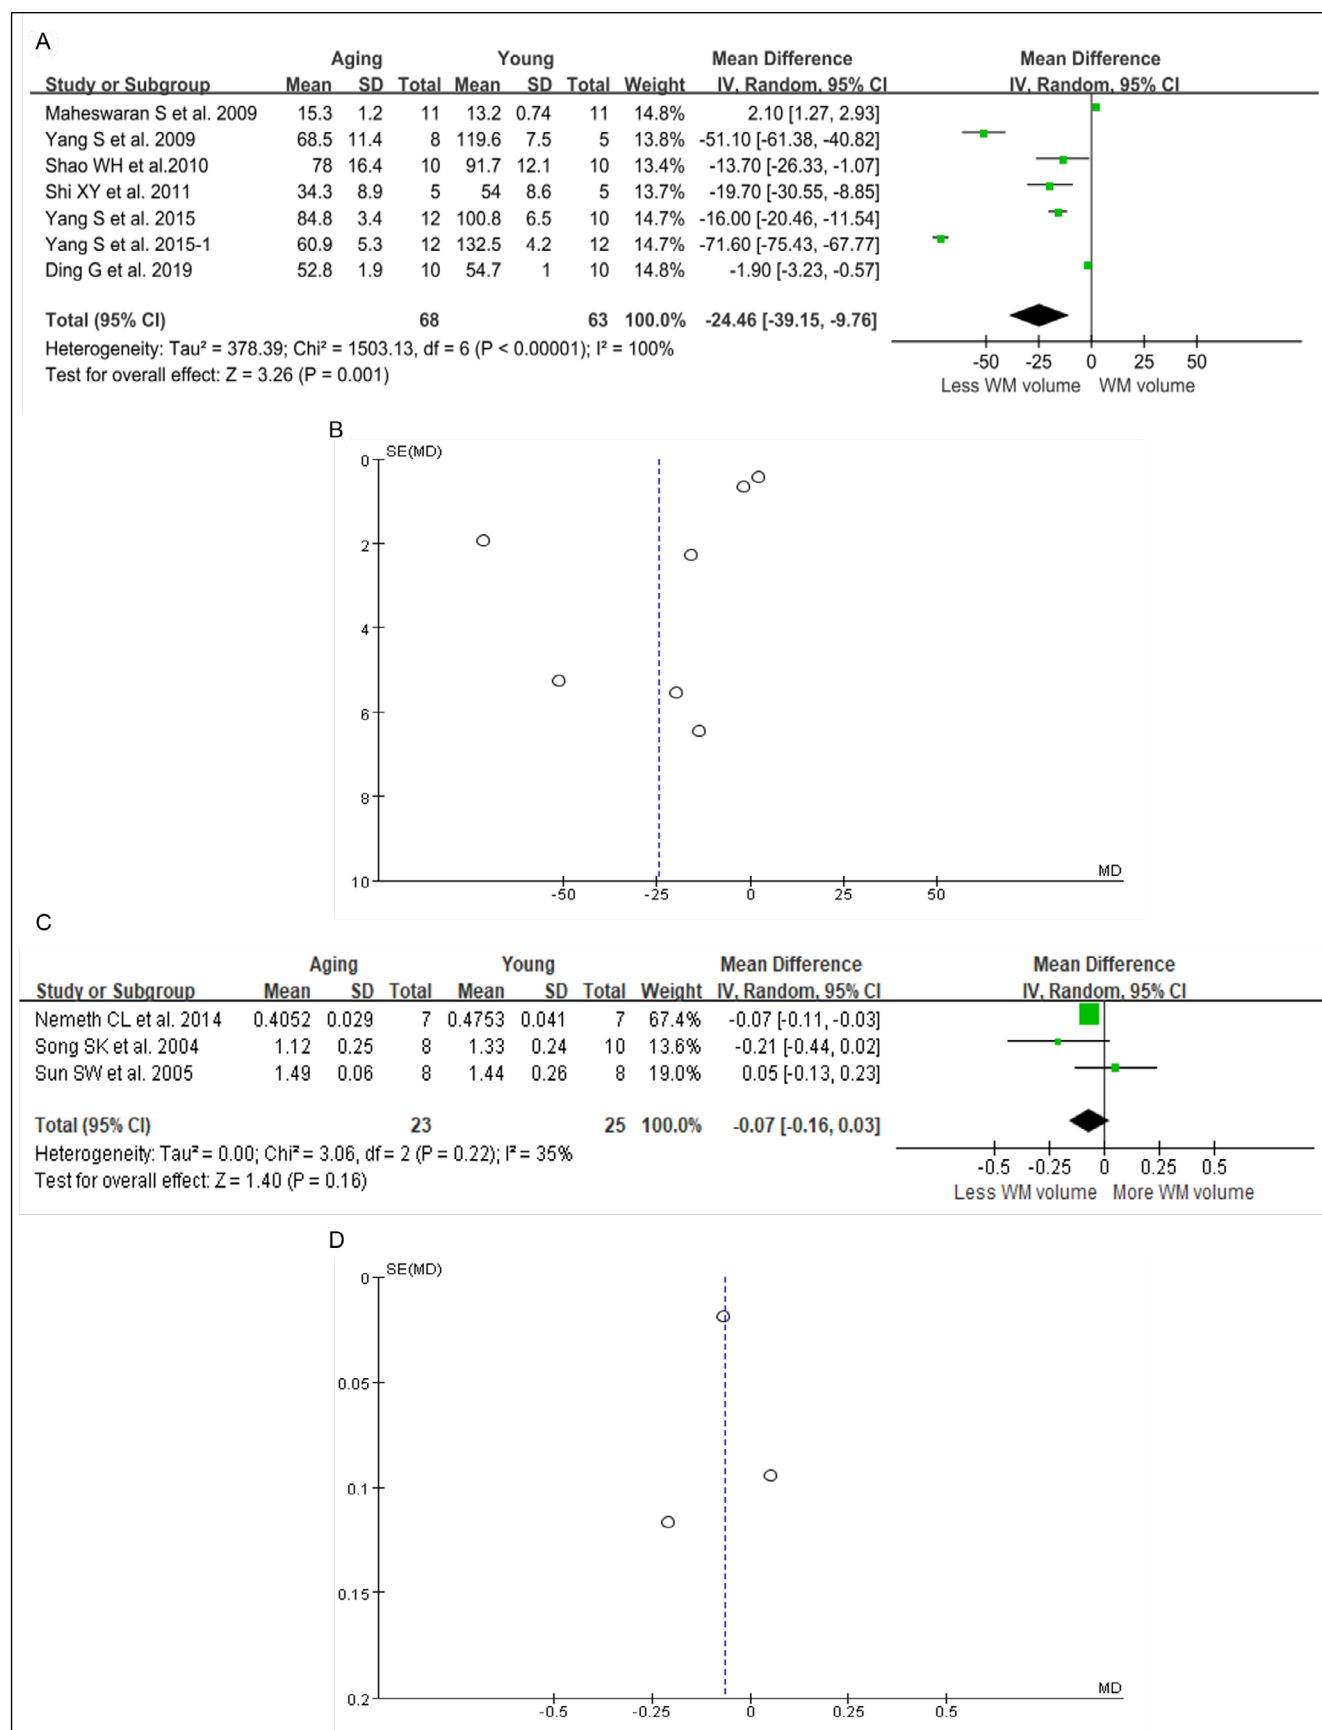 A
Aging Young Mean Difference Mean Difference
Study or Subgroup Mean SD Total Mean SD Total Weight IV, Random, 95% CI IV, Random, 95% CI
Maheswaran S et al. 2009 15.3 1.2 11 13.2 0.74 11 14.8% 2.10 [1.27, 2.93]
Yang S et al. 2009 68.5 11.4 8 119.6 7.5 5 13.8% -51.10 [-61.38, -40.82]
Shao WH et al.2010 78 16.4 10 91.7 12.1 10 13.4% -13.70 [-26.33, -1.07]
Shi XY et al. 2011 34.3 8.9 5 54 8.6 5 13.7% -19.70 [-30.55, -8.85]
Yang S et al. 2015 84.8 3.4 12 100.8 6.5 10 14.7% -16.00 [-20.46, -11.54]
Yang S et al. 2015-1 60.9 5.3 12 132.5 4.2 12 14.7% -71.60 [-75.43, -67.77]
Ding G et al. 2019 52.8 1.9 10 54.7 1 10 14.8% -1.90 [-3.23, -0.57]
Total (95% CI) 68 63 100.0% -24.46 [-39.15, -9.76]
Heterogeneity: Tau² = 378.39; Chi² = 1503.13, df = 6 (P < 0.00001); I² = 100%
Test for overall effect: Z = 3.26 (P = 0.001)
-50 -25 0 25 50
Less WM volume WM volume
B
SE(MD)
0
2
4
6
8
10
MD
-50 -25 0 25 50
C
Aging Young Mean Difference Mean Difference
Study or Subgroup Mean SD Total Mean SD Total Weight IV, Random, 95% CI IV, Random, 95% CI
Nemeth CL et al. 2014 0.4052 0.029 7 0.4753 0.041 7 67.4% -0.07 [-0.11, -0.03]
Song SK et al. 2004 1.12 0.25 8 1.33 0.24 10 13.6% -0.21 [-0.44, 0.02]
Sun SW et al. 2005 1.49 0.06 8 1.44 0.26 8 19.0% 0.05 [-0.13, 0.23]
Total (95% CI) 23 25 100.0% -0.07 [-0.16, 0.03]
Heterogeneity: Tau² = 0.00; Chi² = 3.06, df = 2 (P = 0.22); I² = 35%
Test for overall effect: Z = 1.40 (P = 0.16)
-0.5 -0.25 0 0.25 0.5
Less WM volume More WM volume
D
SE(MD)
0
0.05
0.1
0.15
0.2
MD
-0.5 -0.25 0 0.25 0.5